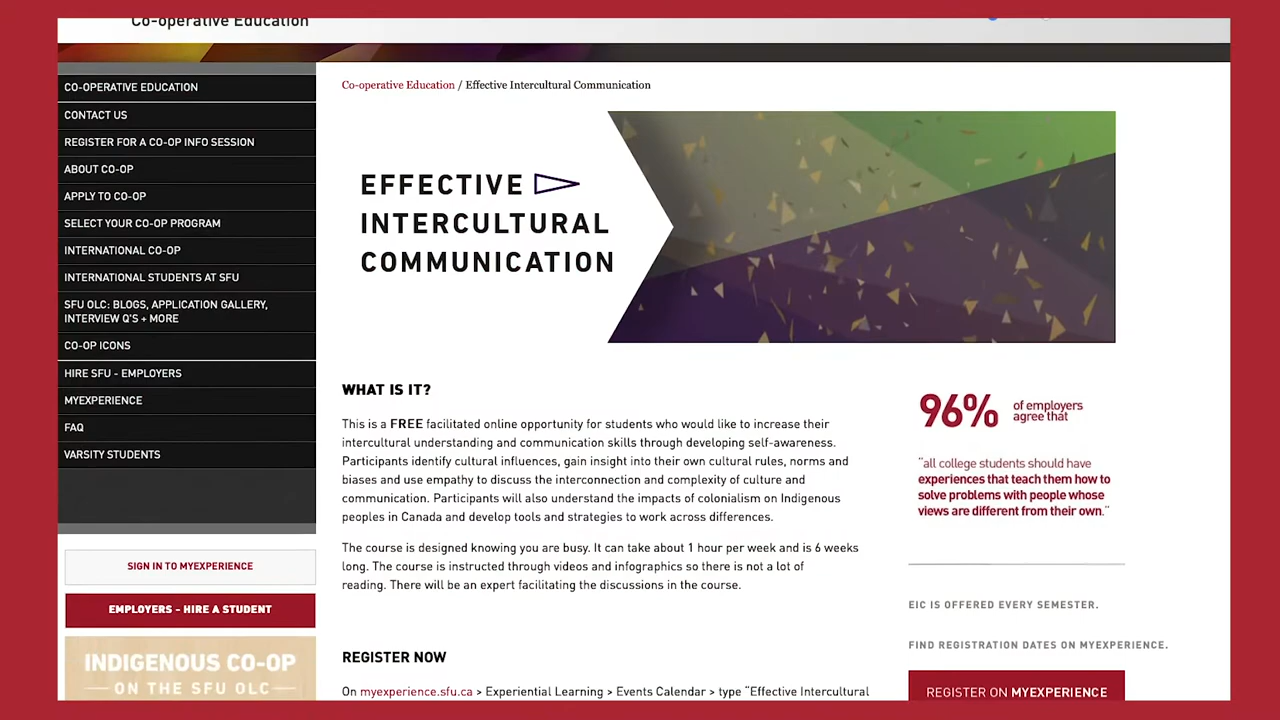 Co-operative Education
CO-OPERATIVE EDUCATION
CONTACT US
REGISTER FOR A CO-OP INFO SESSION
ABOUT CO-OP
APPLY TO CO-OP
SELECT YOUR CO-OP PROGRAM
INTERNATIONAL CO-OP
INTERNATIONAL STUDENTS AT SFU
SFU OLC: BLOGS, APPLICATION GALLERY,
INTERVIEW Q'S + MORE
CO-OP ICONS
HIRE SFU - EMPLOYERS
MYEXPERIENCE
FAQ
VARSITY STUDENTS
SIGN IN TO MYEXPERIENCE
EMPLOYERS - HIRE A STUDENT
INDIGENOUS CO-OP
ON THE SFU OLC
Co-operative Education / Effective Intercultural Communication
EFFECTIVE
INTERCULTURAL
COMMUNICATION
WHAT IS IT?
This is a FREE facilitated online opportunity for students who would like to increase their
intercultural understanding and communication skills through developing self-awareness.
Participants identify cultural influences, gain insight into their own cultural rules, norms and
biases and use empathy to discuss the interconnection and complexity of culture and
communication. Participants will also understand the impacts of colonialism on Indigenous
peoples in Canada and develop tools and strategies to work across differences.
The course is designed knowing you are busy. It can take about 1 hour per week and is 6 weeks
long. The course is instructed through videos and infographics so there is not a lot of
reading. There will be an expert facilitating the discussions in the course.
REGISTER NOW
On myexperience.sfu.ca > Experiential Learning > Events Calendar > type "Effective Intercultural
96% of employers
agree that
"all college students should have
experiences that teach them how to
solve problems with people whose
views are different from their own."
EIC IS OFFERED EVERY SEMESTER.
FIND REGISTRATION DATES ON MYEXPERIENCE.
REGISTER ON MYEXPERIENCE